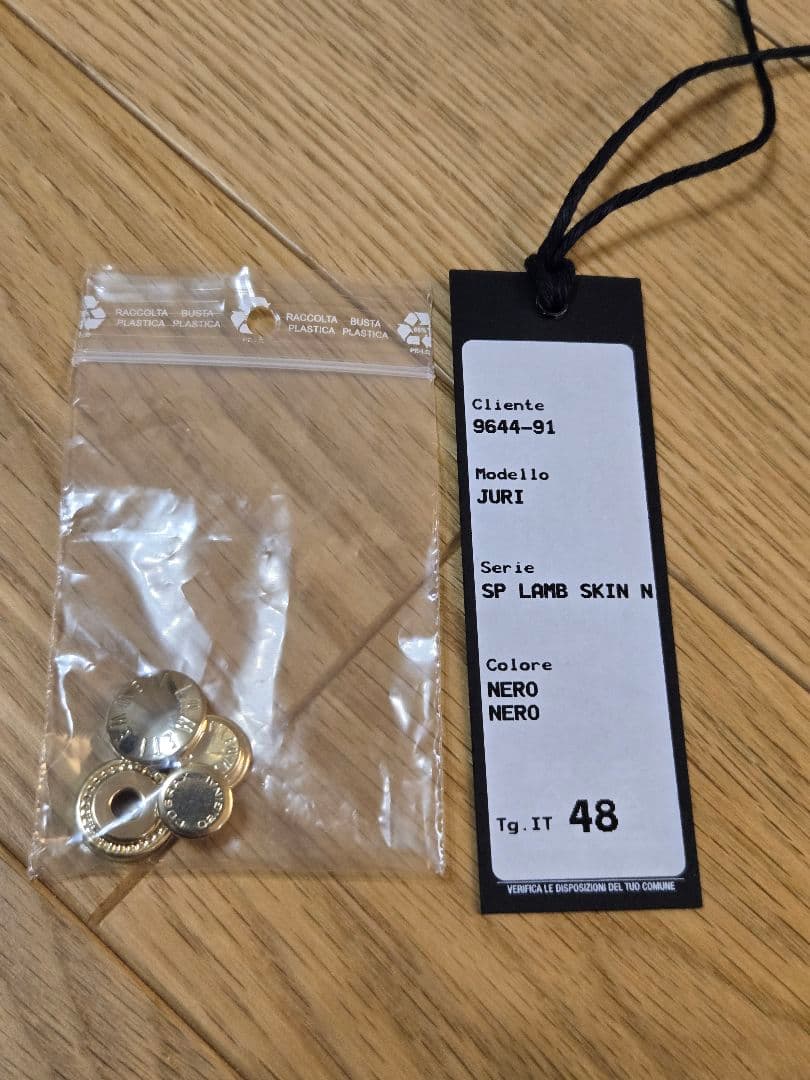 RACCOLTA BUSTA
PLASTICA PLASTICA
RACCOLTA BUSTA
PLASTICA PLASTICA
Cliente
9644-91
Modello
JURI
Serie
SP LAMB SKIN N
Colore
NERO
NERO
Tg.IT 48
VERIFICA LE DISPOSIZIONI DEL TUO COMUNE